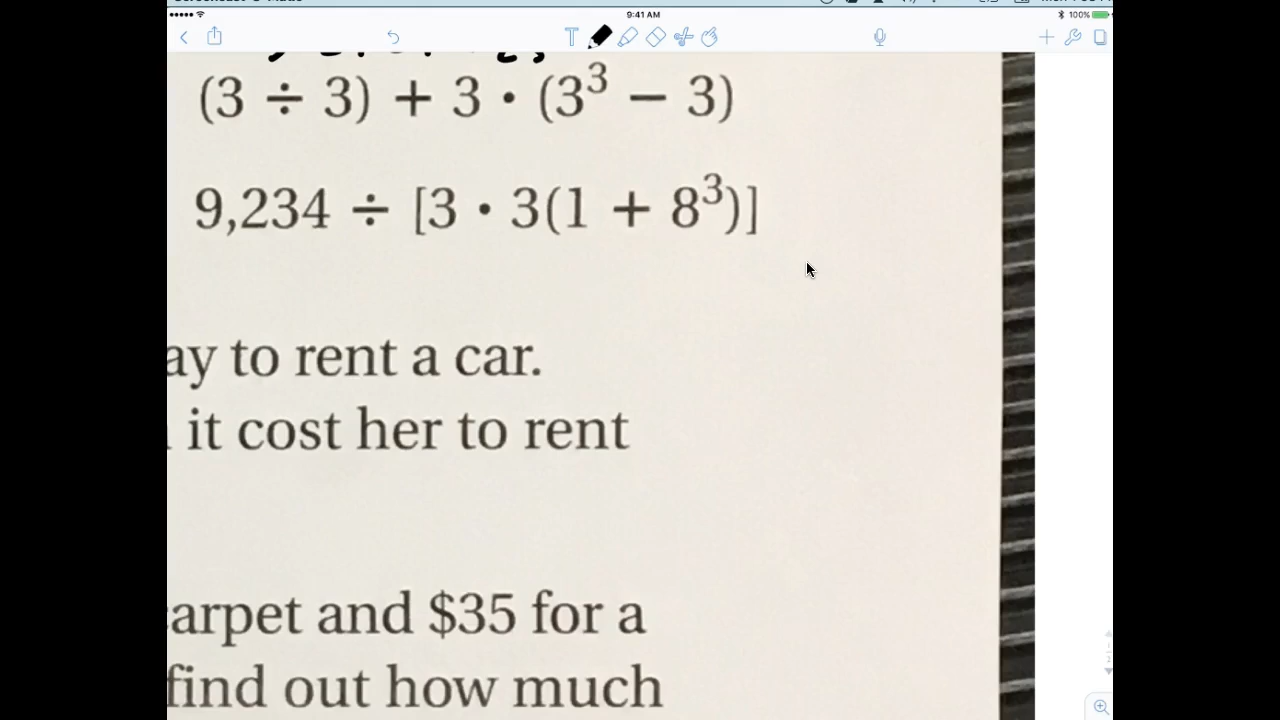 9:41 AM
100%
T
(3 ÷ 3) + 3 · (3³ − 3)
9,234 ÷ [3 · 3(1 + 8³)]
ay to rent a car.
it cost her to rent
arpet and $35 for a
find out how much